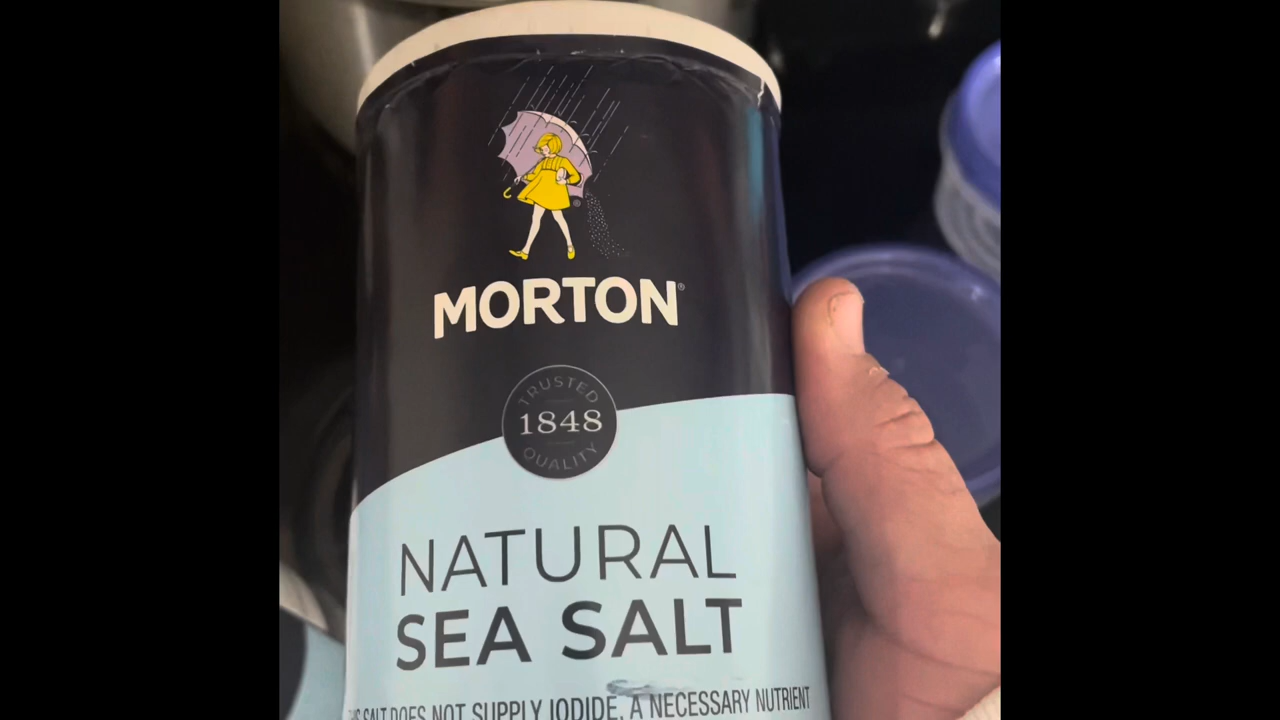 MORTON®
TRUSTED
1848
QUALITY
NATURAL
SEA SALT
SALT DOES NOT SUPPLY IODIDE, A NECESSARY NUTRIENT